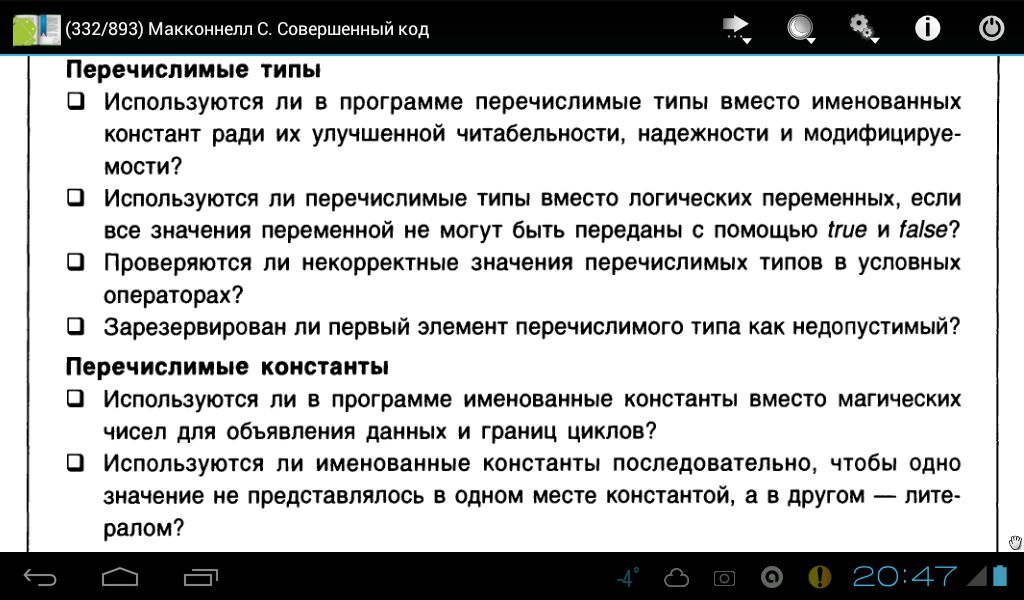 (332/893) Макконнелл С. Совершенный код
Перечислимые типы
Используются ли в программе перечислимые типы вместо именованных
констант ради их улучшенной читабельности, надежности и модифицируе-
мости?
Используются ли перечислимые типы вместо логических переменных, если
все значения переменной не могут быть переданы с помощью true и false?
Проверяются ли некорректные значения перечислимых типов в условных
операторах?
Зарезервирован ли первый элемент перечислимого типа как недопустимый?
Перечислимые константы
Используются ли в программе именованные константы вместо магических
чисел для объявления данных и границ циклов?
Используются ли именованные константы последовательно, чтобы одно
значение не представлялось в одном месте константой, а в другом — лите-
ралом?
-4° 20:47